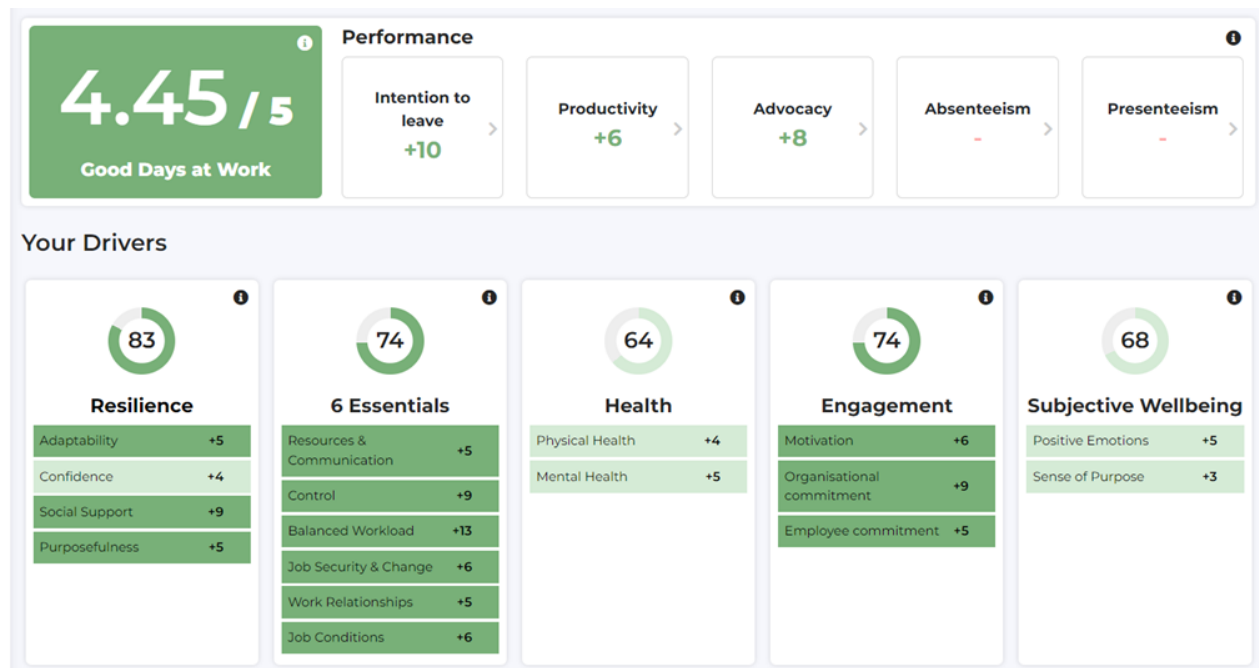 4.45 / 5
Good Days at Work
Performance
Intention to
leave
+10
Productivity
+6
Advocacy
+8
Absenteeism
-
Presenteeism
-
Your Drivers
83
Resilience
Adaptability +5
Confidence +4
Social Support +9
Purposefulness +5
74
6 Essentials
Resources &
Communication +5
Control +9
Balanced Workload +13
Job Security & Change +6
Work Relationships +5
Job Conditions +6
64
Health
Physical Health +4
Mental Health +5
74
Engagement
Motivation +6
Organisational
commitment +9
Employee commitment +5
68
Subjective Wellbeing
Positive Emotions +5
Sense of Purpose +3